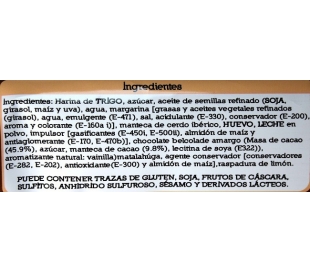 Ingredientes
Ingredientes: Harina de TRIGO, azúcar, aceite de semillas refinado (SOJA,
girasol, maíz y uva), agua, margarina [grasas y aceites vegetales refinados
(girasol), agua, emulgente (E-471), sal, acidulante (E-330), conservador (E-200),
aroma y colorante (E-160a i)], manteca de cerdo ibérico, HUEVO, LECHE en
polvo, impulsor [gasificantes (E-450i, E-500ii), almidón de maíz y
antiaglomerante (E-170, E-470b)], chocolate belcolade amargo (Masa de cacao
(45.9%), azúcar, manteca de cacao (9.8%), lecitina de soya (E322)),
aromatizante natural: vainilla)matalahúga, agente conservador [conservadores
(E-282, E-202), antioxidante(E-300) y almidón de maíz],raspadura de limón.
PUEDE CONTENER TRAZAS DE GLUTEN, SOJA, FRUTOS DE CÁSCARA,
SULFITOS, ANHÍDRIDO SULFUROSO, SÉSAMO Y DERIVADOS LÁCTEOS.